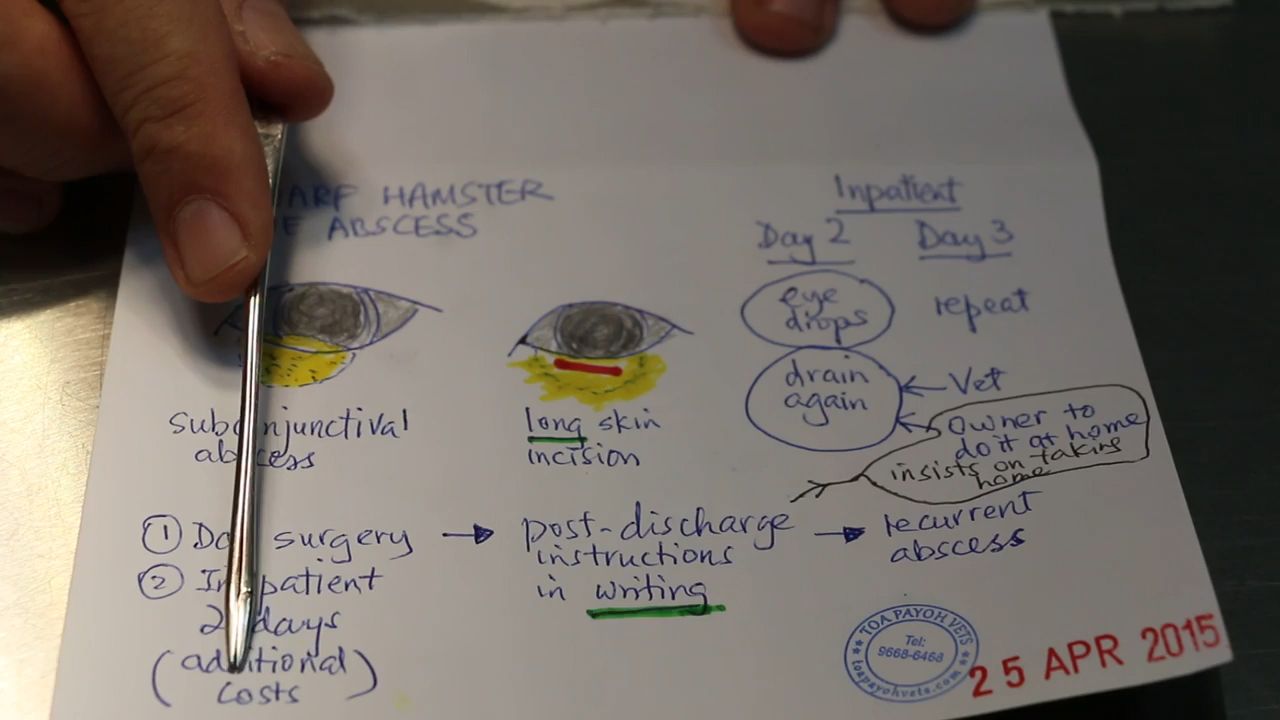 ARF HAMSTER
E ABSCESS
subconjunctival
abscess
long skin
incision
Inpatient
Day 2 Day 3
eye
drops
repeat
drain
again
Vet
Owner to
do it at home
insists on taking
home
① Day surgery → post-discharge
instructions
in writing
→ recurrent
abscess
② Inpatient
2 days
(additional
costs)
TOA PAYOH VETS
Tel:
9668-6468
toapayohvets.com
25 APR 2015